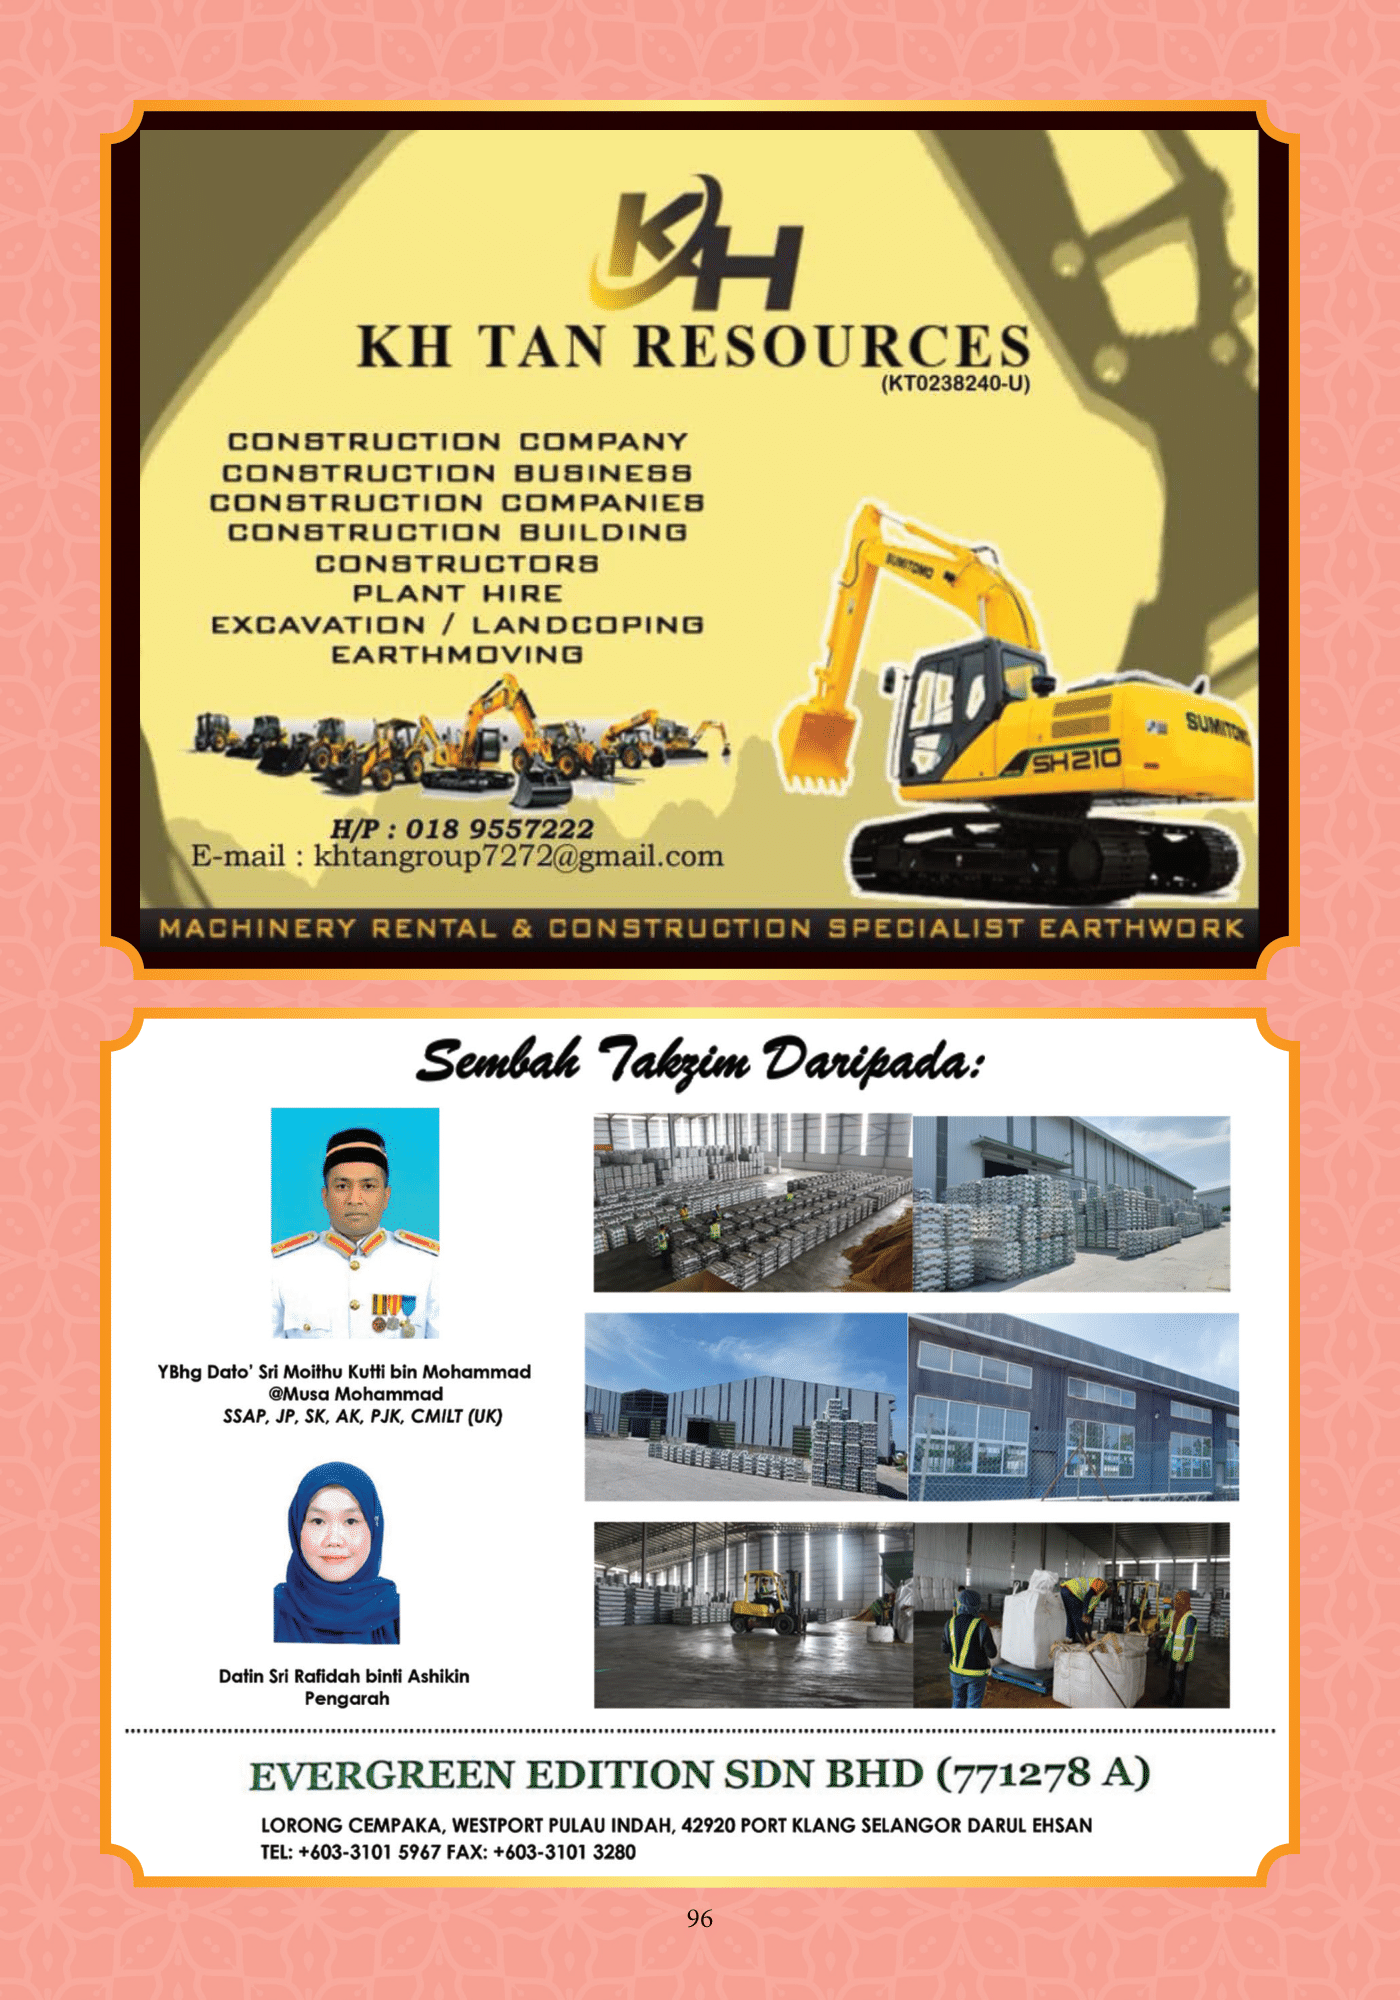 KH
KH TAN RESOURCES
(KT0238240-U)
CONSTRUCTION COMPANY
CONSTRUCTION BUSINESS
CONSTRUCTION COMPANIES
CONSTRUCTION BUILDING
CONSTRUCTORS
PLANT HIRE
EXCAVATION / LANDCOPING
EARTHMOVING
SUMITOMO
SUMITOMO
SH210
H/P : 018 9557222
E-mail : khtangroup7272@gmail.com
MACHINERY RENTAL & CONSTRUCTION SPECIALIST EARTHWORK
Sembah Takzim Daripada:
YBhg Dato' Sri Moithu Kutti bin Mohammad
@Musa Mohammad
SSAP, JP, SK, AK, PJK, CMILT (UK)
Datin Sri Rafidah binti Ashikin
Pengarah
EVERGREEN EDITION SDN BHD (771278 A)
LORONG CEMPAKA, WESTPORT PULAU INDAH, 42920 PORT KLANG SELANGOR DARUL EHSAN
TEL: +603-3101 5967 FAX: +603-3101 3280
96